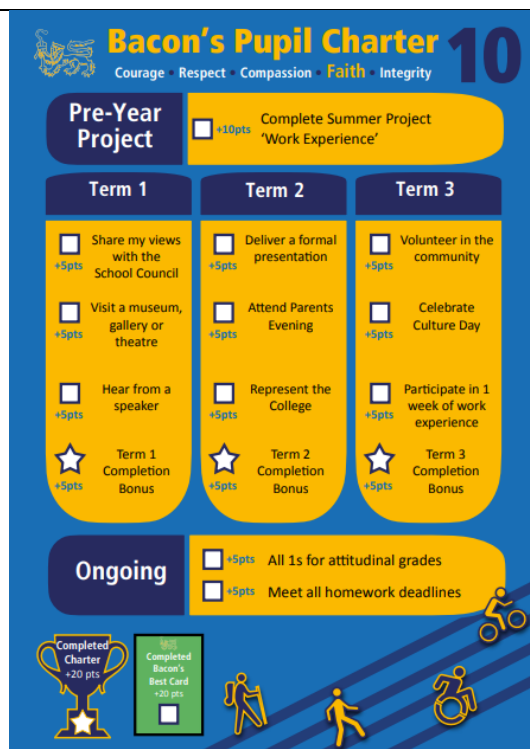 Bacon's Pupil Charter
10
Courage • Respect • Compassion • Faith • Integrity
Pre-Year
Project
+10pts
Complete Summer Project
'Work Experience'
Term 1
+5pts
Share my views
with the
School Council
+5pts
Visit a museum,
gallery or
theatre
+5pts
Hear from a
speaker
+5pts
Term 1
Completion
Bonus
Term 2
+5pts
Deliver a formal
presentation
+5pts
Attend Parents
Evening
+5pts
Represent the
College
+5pts
Term 2
Completion
Bonus
Term 3
+5pts
Volunteer in the
community
+5pts
Celebrate
Culture Day
+5pts
Participate in 1
week of work
experience
+5pts
Term 3
Completion
Bonus
Ongoing
+5pts All 1s for attitudinal grades
+5pts Meet all homework deadlines
Completed
Charter
+20 pts
Completed
Bacon's
Best Card
+20 pts